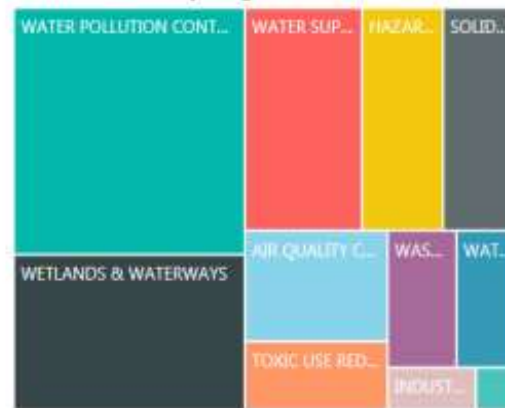 WATER POLLUTION CONT...
WATER SUP...
HAZAR...
SOLID...
WETLANDS & WATERWAYS
AIR QUALITY C...
WAS...
WAT...
TOXIC USE RED...
INDUST...